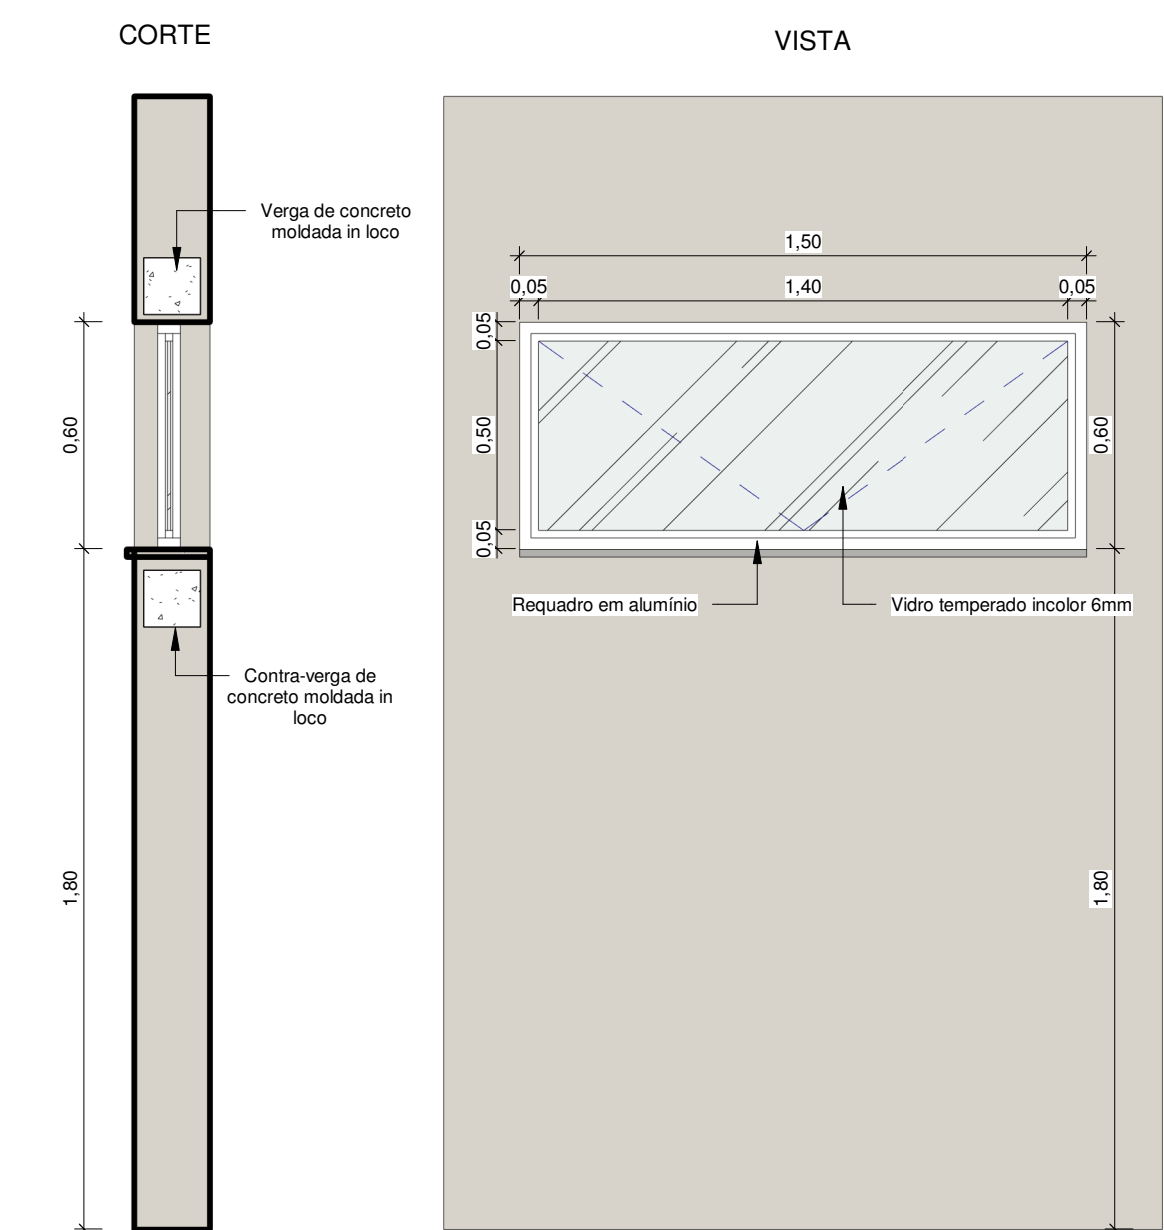 CORTE
VISTA
Verga de concreto
moldada in loco
1,50
0,05
1,40
0,05
0,05
0,60
0,50
0,60
0,05
Requadro em alumínio
Vidro temperado incolor 6mm
Contra-verga de
concreto moldada in
loco
1,80
1,80